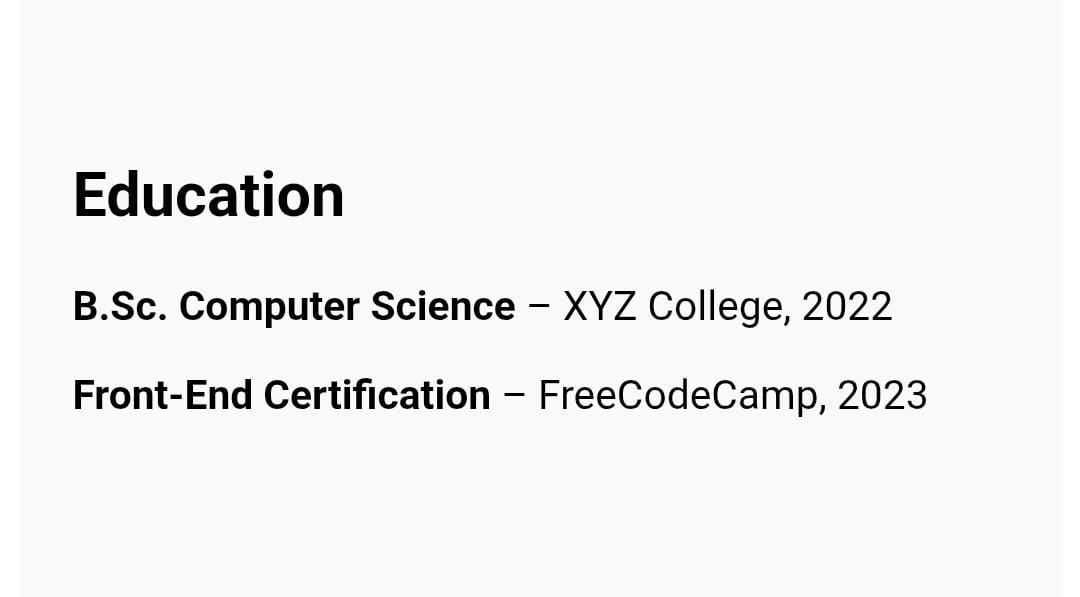 Education
B.Sc. Computer Science – XYZ College, 2022
Front-End Certification – FreeCodeCamp, 2023